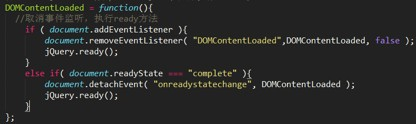 DOMContentLoaded = function(){
//取消事件监听，执行ready方法
if ( document.addEventListener ){
document.removeEventListener( "DOMContentLoaded",DOMContentLoaded, false );
jQuery.ready();
}
else if( document.readyState === "complete" ){
document.detachEvent( "onreadystatechange", DOMContentLoaded );
jQuery.ready();
}
};